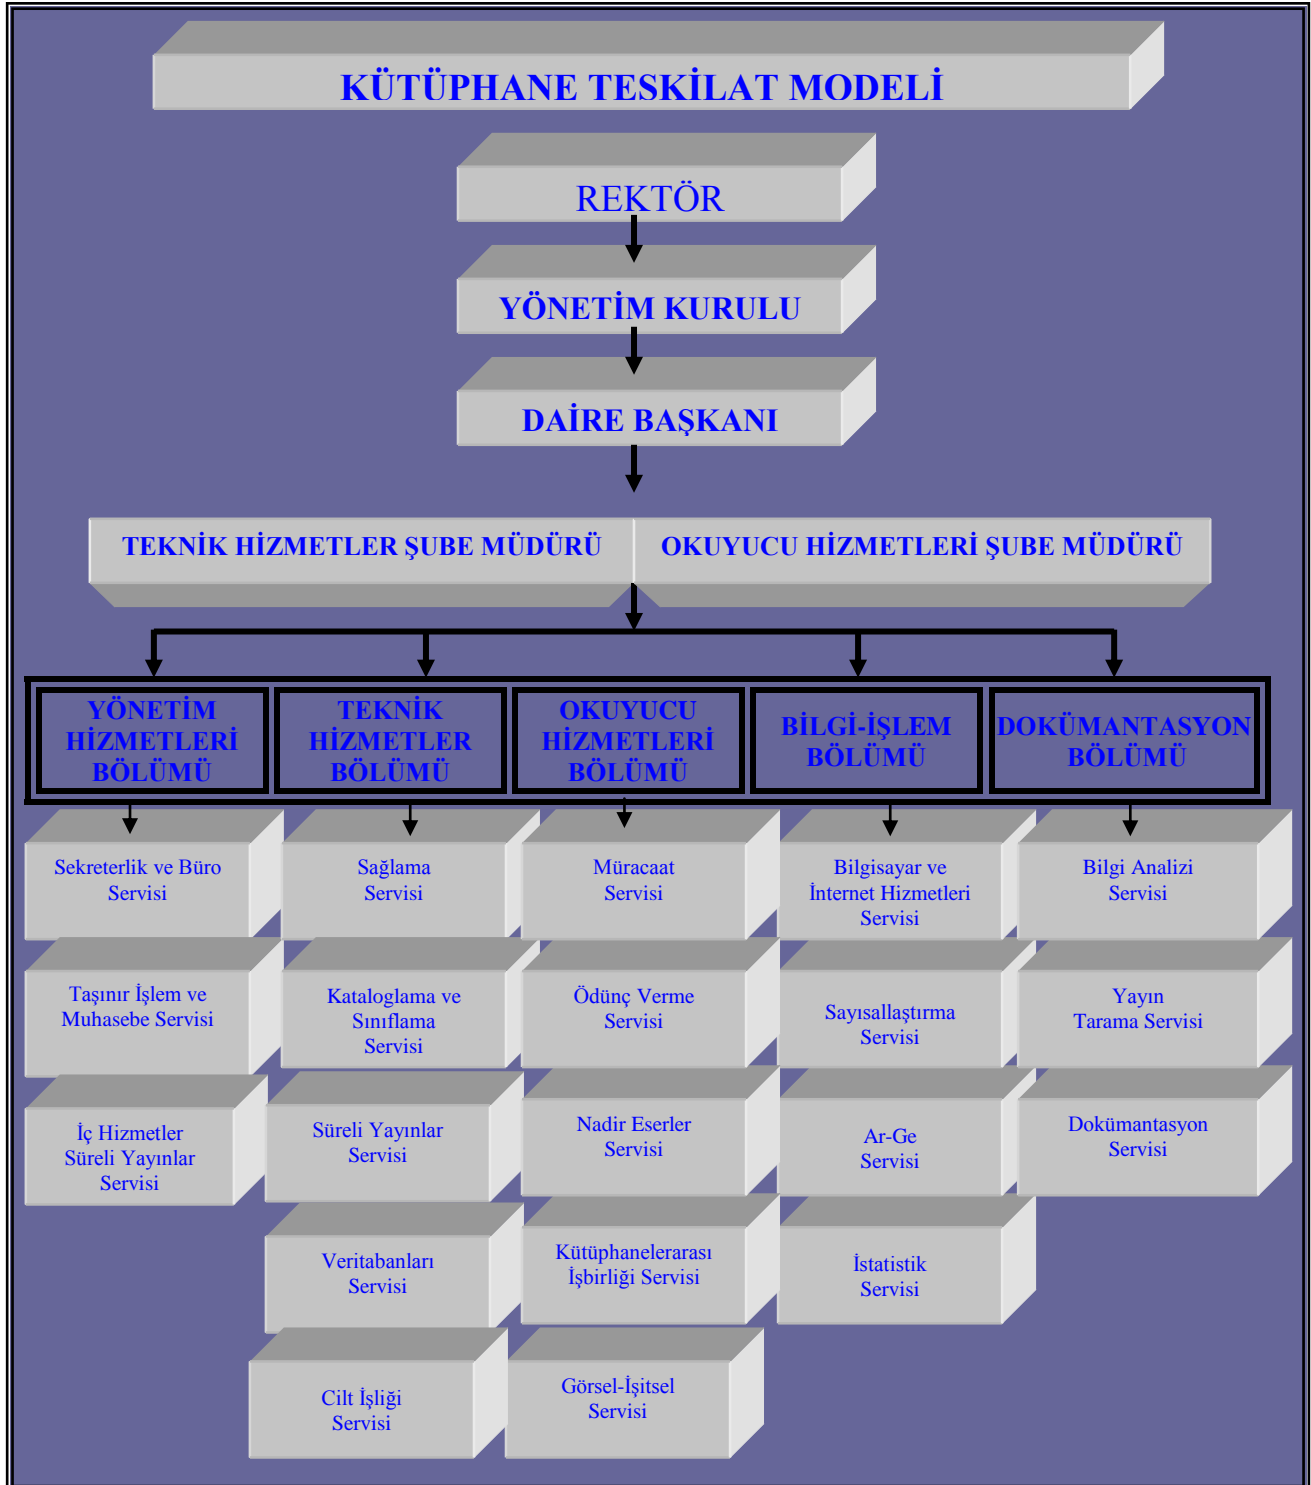 KÜTÜPHANE TESKİLAT MODELİ
REKTÖR
YÖNETİM KURULU
DAİRE BAŞKANI
TEKNİK HİZMETLER ŞUBE MÜDÜRÜ
OKUYUCU HİZMETLERİ ŞUBE MÜDÜRÜ
YÖNETİM
HİZMETLERİ
BÖLÜMÜ
TEKNİK
HİZMETLER
BÖLÜMÜ
OKUYUCU
HİZMETLERİ
BÖLÜMÜ
BİLGİ-İŞLEM
BÖLÜMÜ
DOKÜMANTASYON
BÖLÜMÜ
Sekreterlik ve Büro
Servisi
Taşınır İşlem ve
Muhasebe Servisi
İç Hizmetler
Süreli Yayınlar
Servisi
Sağlama
Servisi
Kataloglama ve
Sınıflama
Servisi
Süreli Yayınlar
Servisi
Veritabanları
Servisi
Cilt İşliği
Servisi
Müracaat
Servisi
Ödünç Verme
Servisi
Nadir Eserler
Servisi
Kütüphanelerarası
İşbirliği Servisi
Görsel-İşitsel
Servisi
Bilgisayar ve
İnternet Hizmetleri
Servisi
Sayısallaştırma
Servisi
Ar-Ge
Servisi
İstatistik
Servisi
Bilgi Analizi
Servisi
Yayın
Tarama Servisi
Dokümantasyon
Servisi